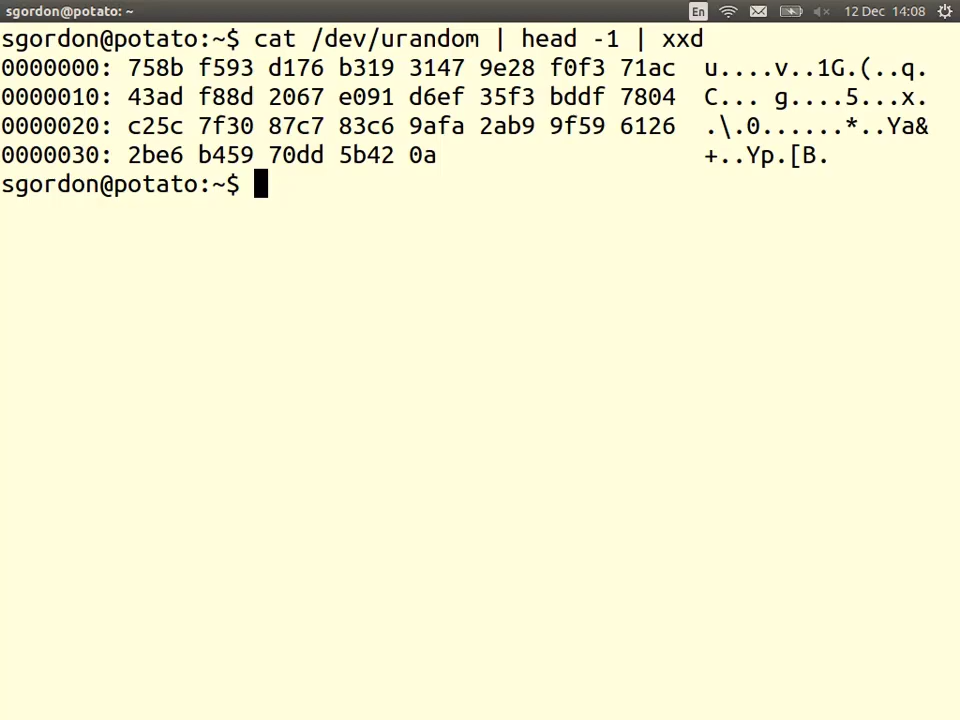 sgordon@potato: ~ En 12 Dec 14:08
sgordon@potato:~$ cat /dev/urandom | head -1 | xxd
0000000: 758b f593 d176 b319 3147 9e28 f0f3 71ac  u....v..1G.(..q.
0000010: 43ad f88d 2067 e091 d6ef 35f3 bddf 7804  C... g....5...x.
0000020: c25c 7f30 87c7 83c6 9afa 2ab9 9f59 6126  .\.0......*..Ya&
0000030: 2be6 b459 70dd 5b42 0a                   +..Yp.[B.
sgordon@potato:~$